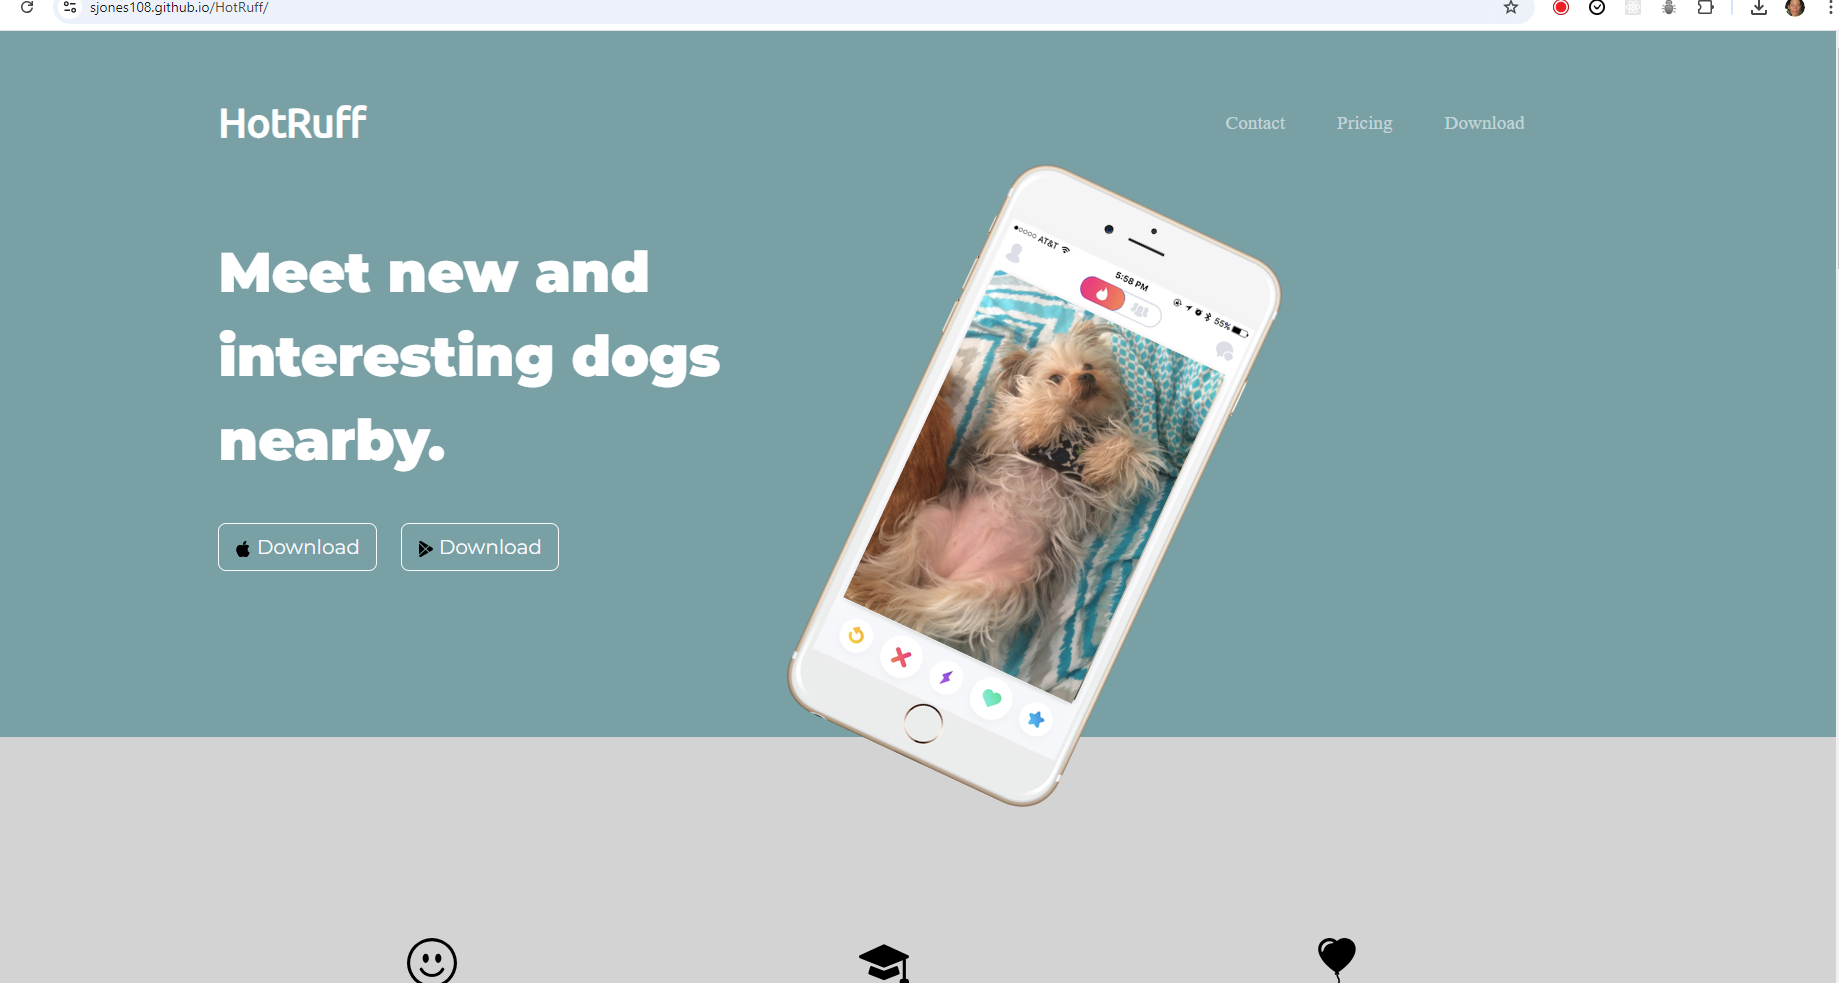 sjones108.github.io/HotRuff/
HotRuff
Contact Pricing Download
Meet new and
interesting dogs
nearby.
Download Download
AT&T
5:58 PM
55%